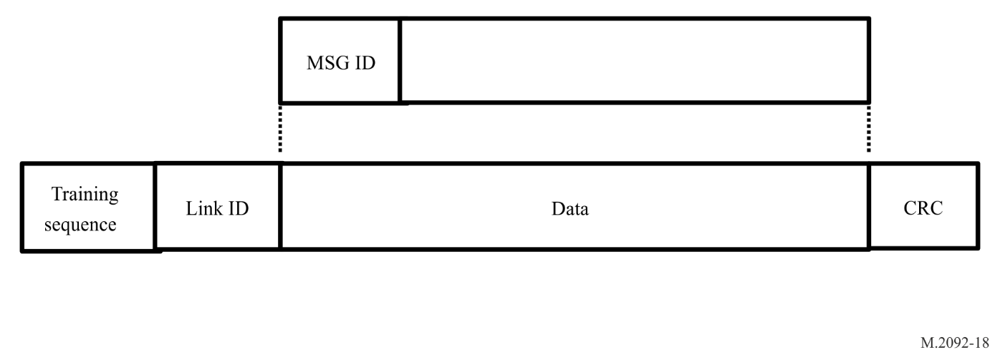 MSG ID
Training
sequence
Link ID
Data
CRC
M.2092-18